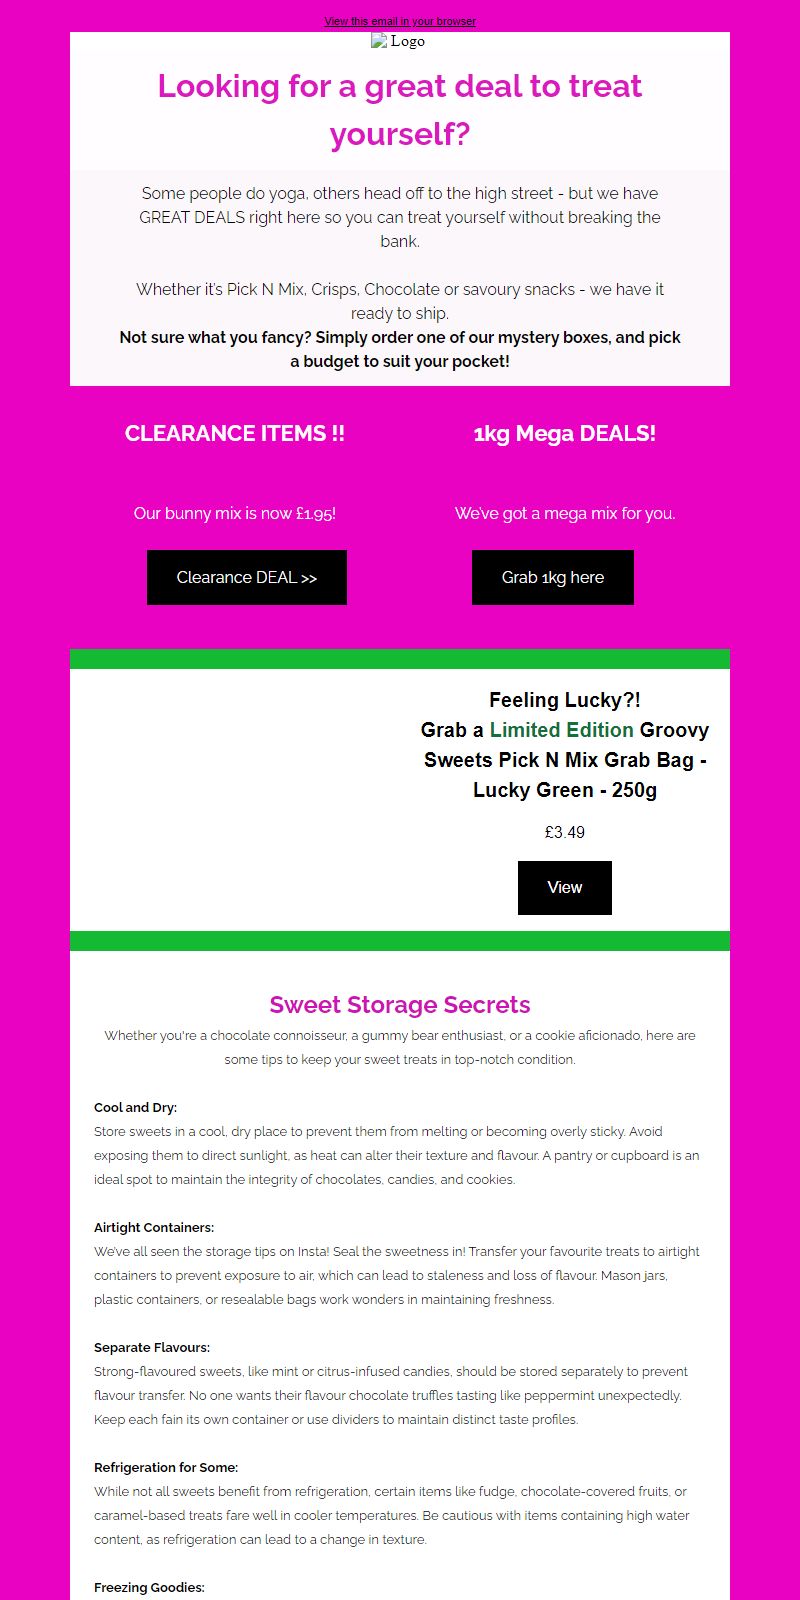 View this email in your browser
Logo
Looking for a great deal to treat
yourself?
Some people do yoga, others head off to the high street - but we have
GREAT DEALS right here so you can treat yourself without breaking the
bank.
Whether it's Pick N Mix, Crisps, Chocolate or savoury snacks - we have it
ready to ship.
Not sure what you fancy? Simply order one of our mystery boxes, and pick
a budget to suit your pocket!
CLEARANCE ITEMS !!
Our bunny mix is now £1.95!
Clearance DEAL >>
1kg Mega DEALS!
We've got a mega mix for you.
Grab 1kg here
Feeling Lucky?!
Grab a Limited Edition Groovy
Sweets Pick N Mix Grab Bag -
Lucky Green - 250g
£3.49
View
Sweet Storage Secrets
Whether you're a chocolate connoisseur, a gummy bear enthusiast, or a cookie aficionado, here are
some tips to keep your sweet treats in top-notch condition.
Cool and Dry:
Store sweets in a cool, dry place to prevent them from melting or becoming overly sticky. Avoid
exposing them to direct sunlight, as heat can alter their texture and flavour. A pantry or cupboard is an
ideal spot to maintain the integrity of chocolates, candies, and cookies.
Airtight Containers:
We've all seen the storage tips on Insta! Seal the sweetness in! Transfer your favourite treats to airtight
containers to prevent exposure to air, which can lead to staleness and loss of flavour. Mason jars,
plastic containers, or resealable bags work wonders in maintaining freshness.
Separate Flavours:
Strong-flavoured sweets, like mint or citrus-infused candies, should be stored separately to prevent
flavour transfer. No one wants their flavour chocolate truffles tasting like peppermint unexpectedly.
Keep each fain its own container or use dividers to maintain distinct taste profiles.
Refrigeration for Some:
While not all sweets benefit from refrigeration, certain items like fudge, chocolate-covered fruits, or
caramel-based treats fare well in cooler temperatures. Be cautious with items containing high water
content, as refrigeration can lead to a change in texture.
Freezing Goodies: